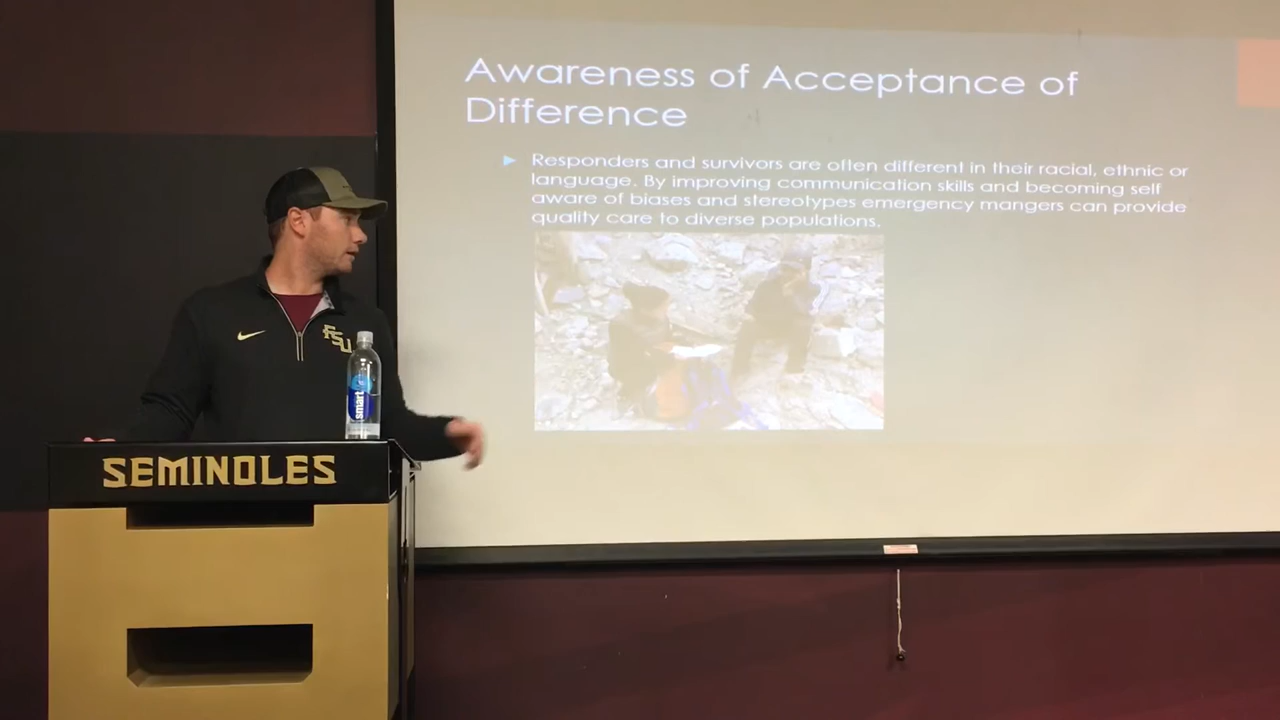 Awareness of Acceptance of
Difference
Responders and survivors are often different in their racial, ethnic or
language. By improving communication skills and becoming self
aware of biases and stereotypes emergency mangers can provide
quality care to diverse populations.
FSU
smart
SEMINOLES